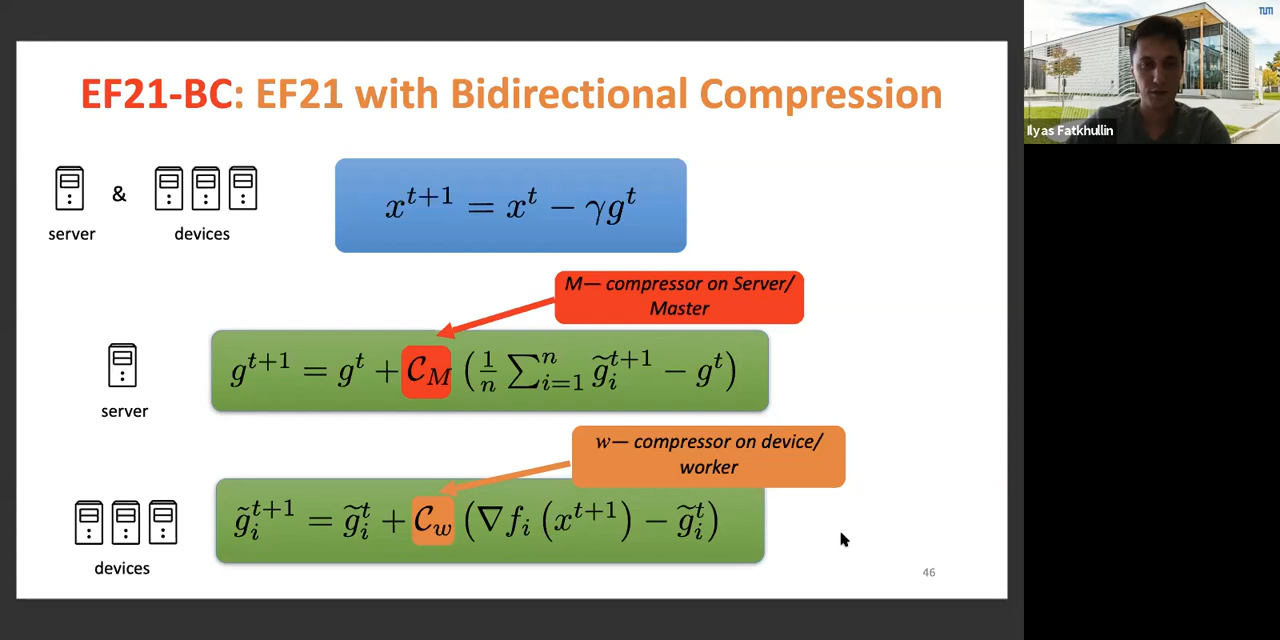 TUM
Ilyas Fatkhullin
EF21-BC: EF21 with Bidirectional Compression
&
server
devices
x^{t+1} = x^t − γg^t
M— compressor on Server/
Master
g^{t+1} = g^t + 𝒞_M (1/n ∑_{i=1}^n g̃_i^{t+1} − g^t)
server
w— compressor on device/
worker
g̃_i^{t+1} = g̃_i^t + 𝒞_w (∇f_i (x^{t+1}) − g̃_i^t)
devices
46